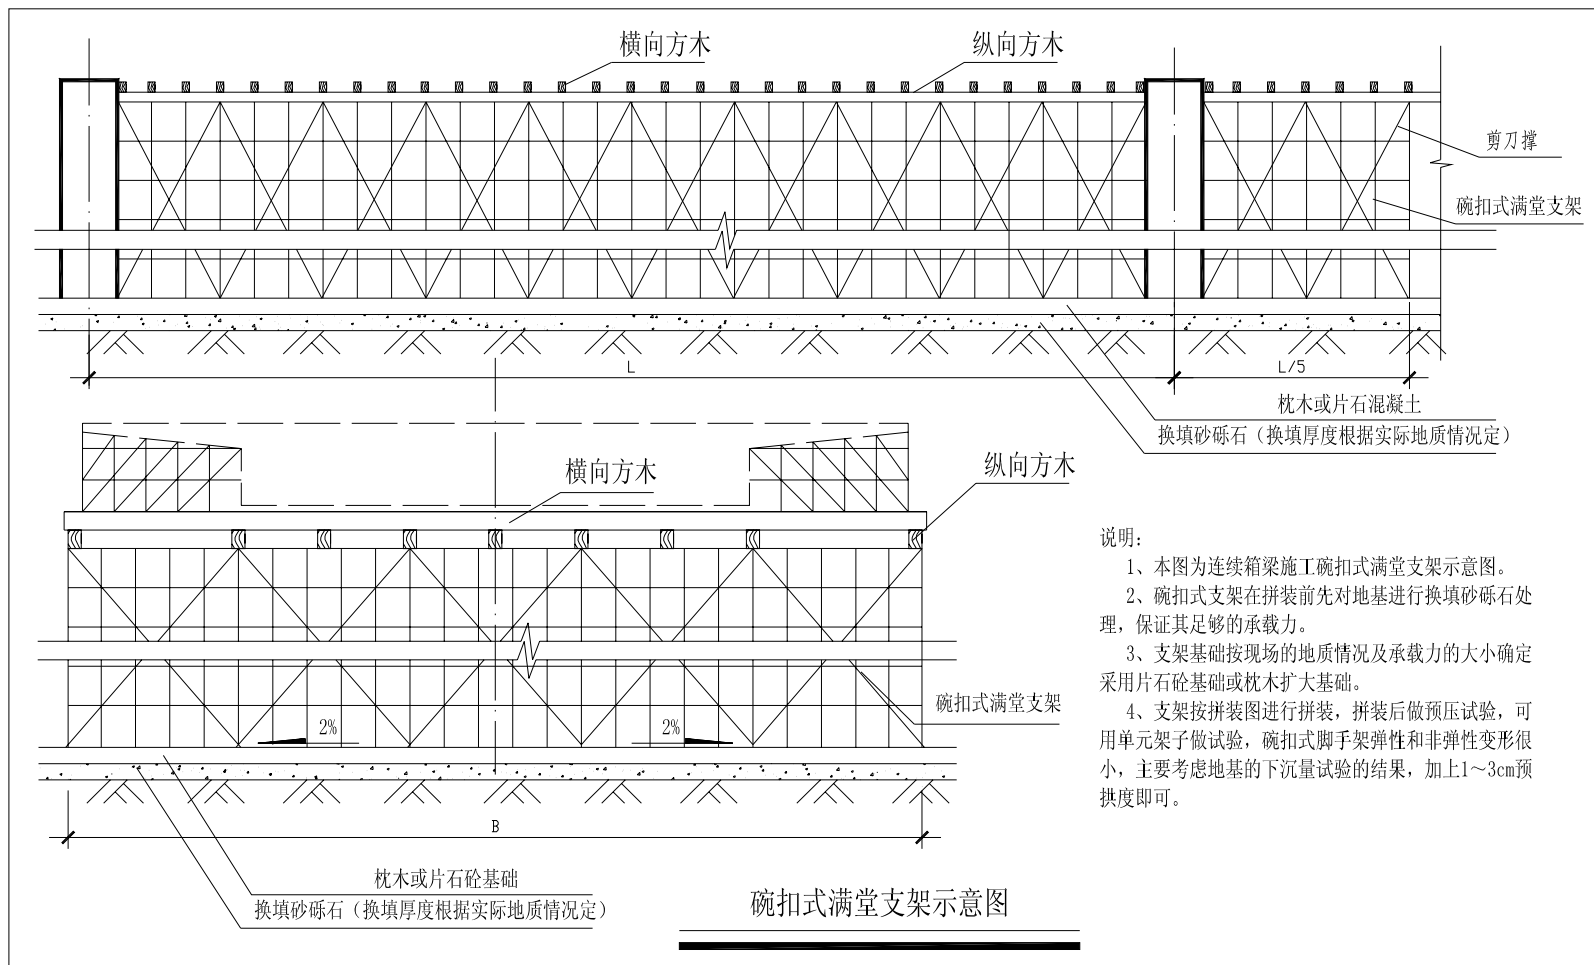 横向方木
纵向方木
剪刀撑
碗扣式满堂支架
L
L/5
枕木或片石混凝土
换填砂砾石（换填厚度根据实际地质情况定）
横向方木
纵向方木
碗扣式满堂支架
2%
2%
B
枕木或片石砼基础
换填砂砾石（换填厚度根据实际地质情况定）
说明：
1、本图为连续箱梁施工碗扣式满堂支架示意图。
2、碗扣式支架在拼装前先对地基进行换填砂砾石处
理，保证其足够的承载力。
3、支架基础按现场的地质情况及承载力的大小确定
采用片石砼基础或枕木扩大基础。
4、支架按拼装图进行拼装，拼装后做预压试验，可
用单元架子做试验，碗扣式脚手架弹性和非弹性变形很
小，主要考虑地基的下沉量试验的结果，加上1～3cm预
拱度即可。
碗扣式满堂支架示意图